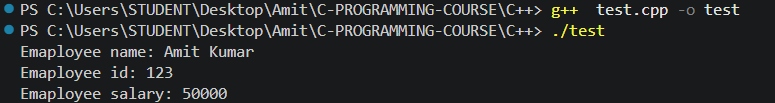 PS C:\Users\STUDENT\Desktop\Amit\C-PROGRAMMING-COURSE\C++> g++  test.cpp -o test
PS C:\Users\STUDENT\Desktop\Amit\C-PROGRAMMING-COURSE\C++> ./test
Emaployee name: Amit Kumar
Emaployee id: 123
Emaployee salary: 50000